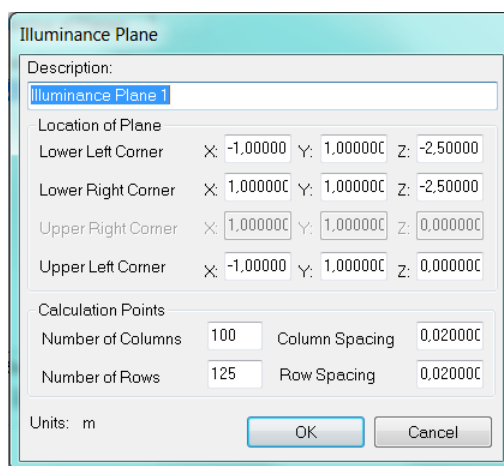 Illuminance Plane
Description:
Illuminance Plane 1
Location of Plane
Lower Left Corner X: -1,00000 Y: 1,00000C Z: -2,50000
Lower Right Corner X: 1,00000C Y: 1,00000C Z: -2,50000
Upper Right Corner X: 1,00000C Y: 1,00000C Z: 0,00000C
Upper Left Corner X: -1,00000 Y: 1,00000C Z: 0,00000C
Calculation Points
Number of Columns 100 Column Spacing 0,02000C
Number of Rows 125 Row Spacing 0,02000C
Units: m OK Cancel